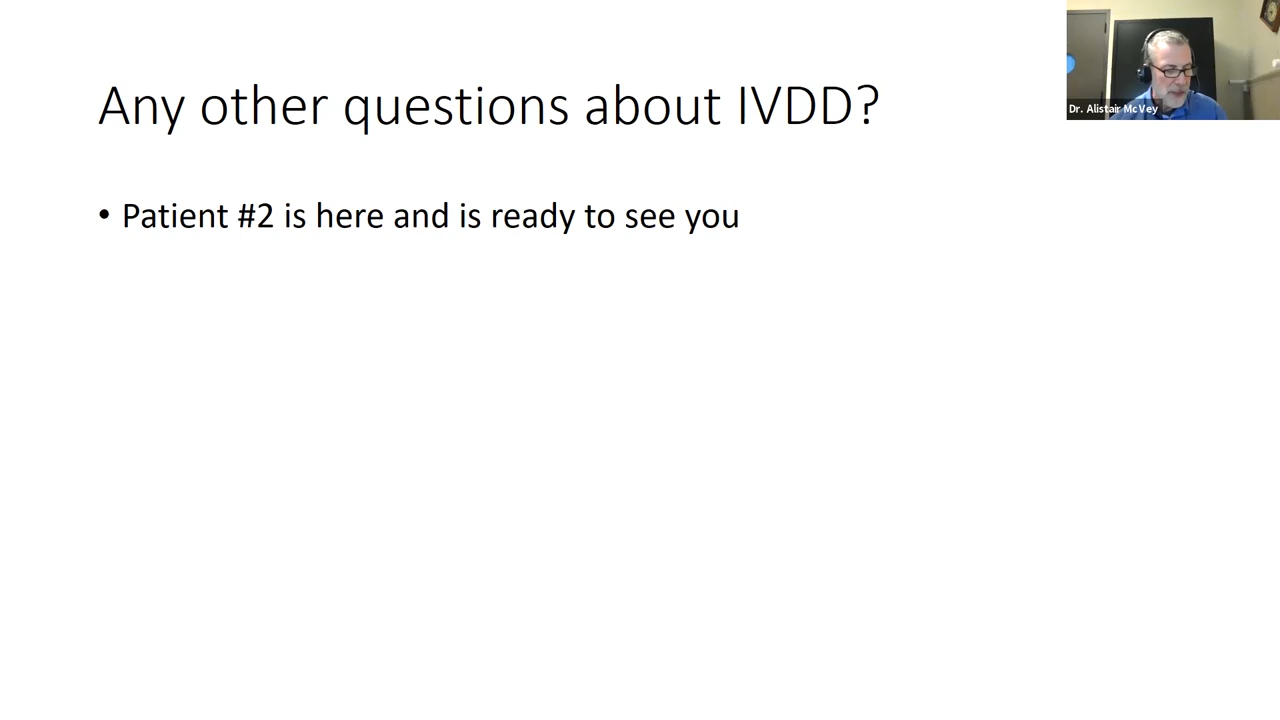 Any other questions about IVDD?
• Patient #2 is here and is ready to see you
Dr. Alistair McVey